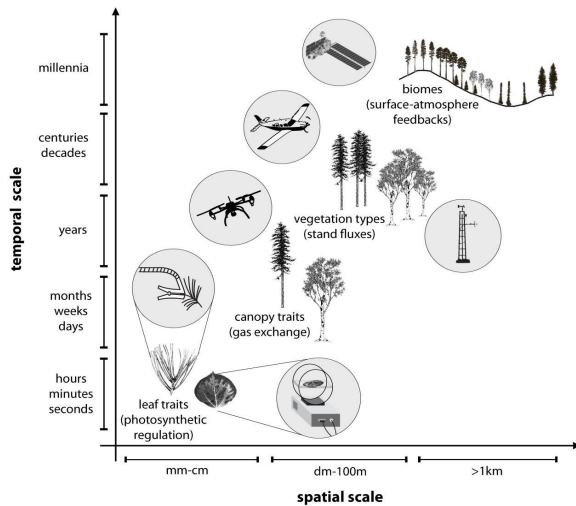 temporal scale
millennia
centuries
decades
years
months
weeks
days
hours
minutes
seconds
biomes
(surface-atmosphere
feedbacks)
vegetation types
(stand fluxes)
canopy traits
(gas exchange)
leaf traits
(photosynthetic
regulation)
mm-cm
dm-100m
>1km
spatial scale